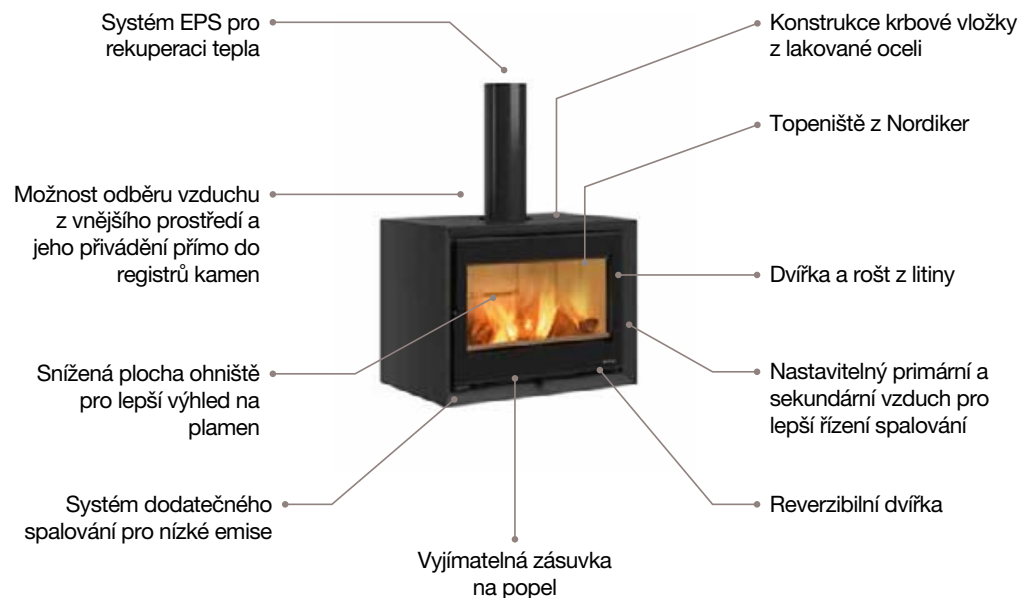 Systém EPS pro
rekuperaci tepla
Konstrukce krbové vložky
z lakované oceli
Topeniště z Nordiker
Možnost odběru vzduchu
z vnějšího prostředí a
jeho přivádění přímo do
registrů kamen
Dvířka a rošt z litiny
Snížená plocha ohniště
pro lepší výhled na
plamen
Nastavitelný primární a
sekundární vzduch pro
lepší řízení spalování
Systém dodatečného
spalování pro nízké emise
Reverzibilní dvířka
Vyjímatelná zásuvka
na popel